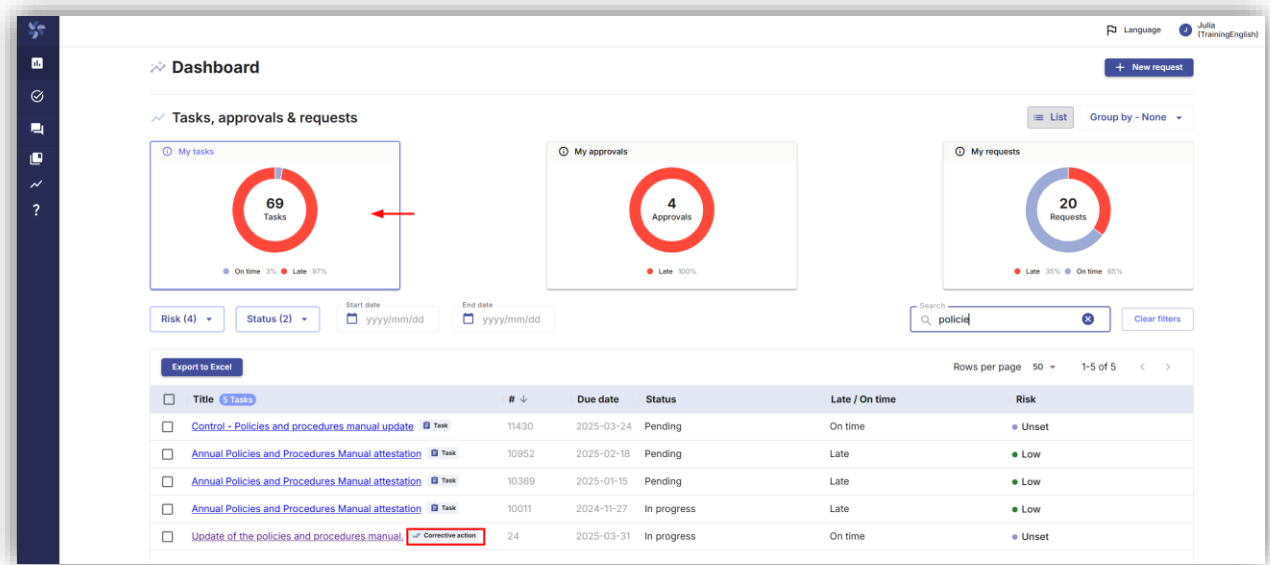 Language
J
Julia
(TrainingEnglish)
Dashboard
+ New request
Tasks, approvals & requests
List
Group by - None
My tasks
69
Tasks
On time 3% Late 97%
My approvals
4
Approvals
Late 100%
My requests
20
Requests
Late 35% On time 65%
Risk (4)
Status (2)
Start date
yyyy/mm/dd
End date
yyyy/mm/dd
Search
policie
Clear filters
Export to Excel
Rows per page 50 1-5 of 5
Title 5 Tasks # Due date Status Late / On time Risk
Control - Policies and procedures manual update Task 11430 2025-03-24 Pending On time Unset
Annual Policies and Procedures Manual attestation Task 10952 2025-02-18 Pending Late Low
Annual Policies and Procedures Manual attestation Task 10369 2025-01-15 Pending Late Low
Annual Policies and Procedures Manual attestation Task 10011 2024-11-27 In progress Late Low
Update of the policies and procedures manual. Corrective action 24 2025-03-31 In progress On time Unset
?